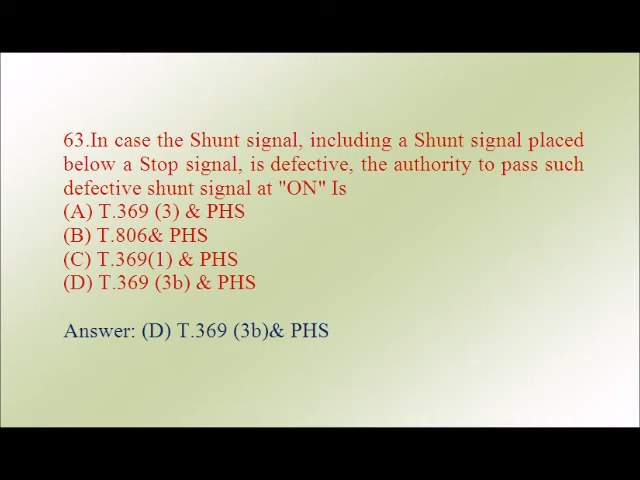 63.In case the Shunt signal, including a Shunt signal placed
below a Stop signal, is defective, the authority to pass such
defective shunt signal at "ON" Is
(A) T.369 (3) & PHS
(B) T.806& PHS
(C) T.369(1) & PHS
(D) T.369 (3b) & PHS
Answer: (D) T.369 (3b)& PHS